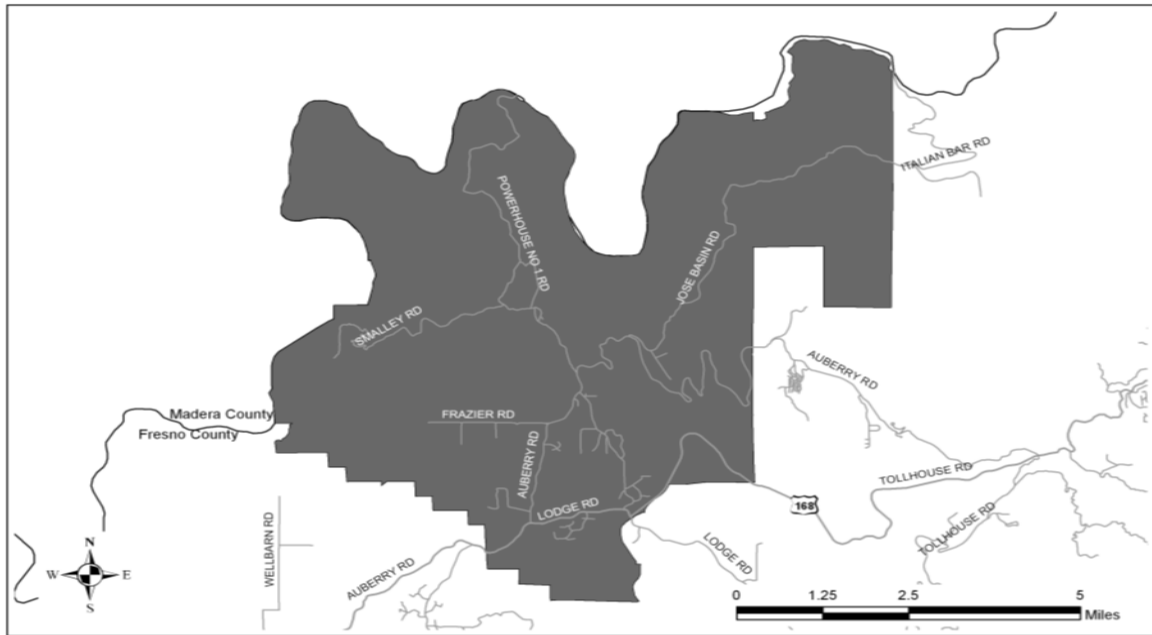 ITALIAN BAR RD
POWERHOUSE NO 1 RD
JOSE BASIN RD
SMALLEY RD
AUBERRY RD
Madera County
Fresno County
FRAZIER RD
AUBERRY RD
TOLLHOUSE RD
LODGE RD
168
WELLBARN RD
TOLLHOUSE RD
LODGE RD
AUBERRY RD
N
W E
S
0 1.25 2.5 5
Miles